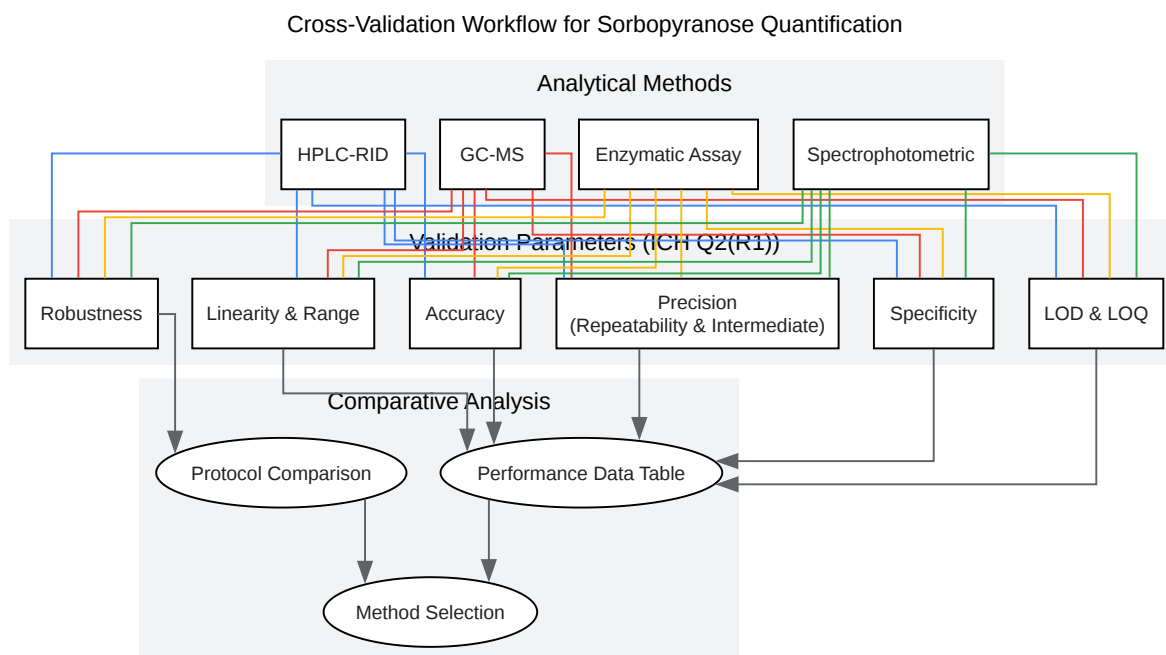 Cross-Validation Workflow for Sorbopyranose Quantification
Analytical Methods
HPLC-RID
GC-MS
Enzymatic Assay
Spectrophotometric
Validation Parameters (ICH Q2(R1))
Robustness
Linearity & Range
Accuracy
Precision
(Repeatability & Intermediate)
Specificity
LOD & LOQ
Comparative Analysis
Protocol Comparison
Performance Data Table
Method Selection